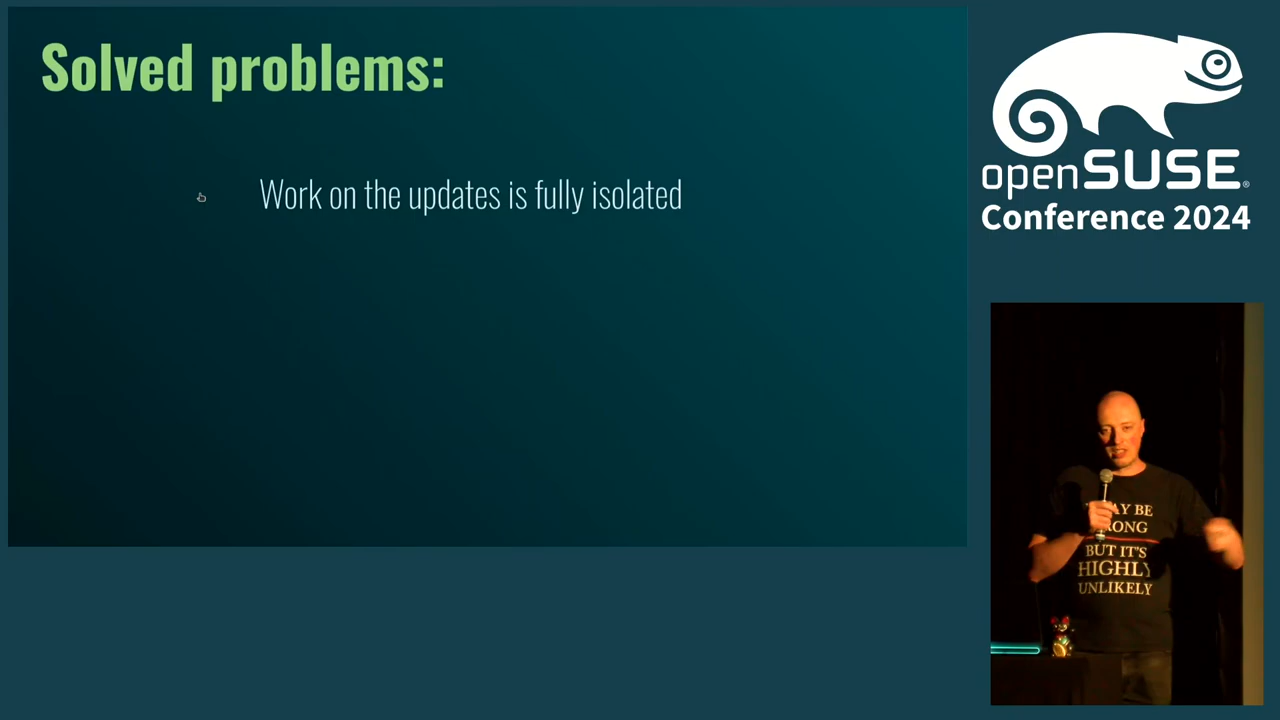 Solved problems:
Work on the updates is fully isolated
openSUSE®
Conference 2024
AY BE
RONG
BUT IT'S
HIGHLY
UNLIKELY